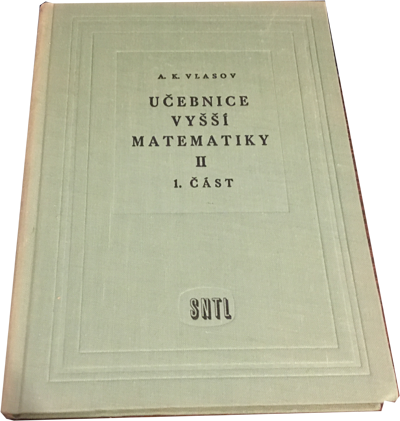 A. K. VLASOV
UČEBNICE
VYŠŠÍ
MATEMATIKY
II
1. ČÁST
SNTL